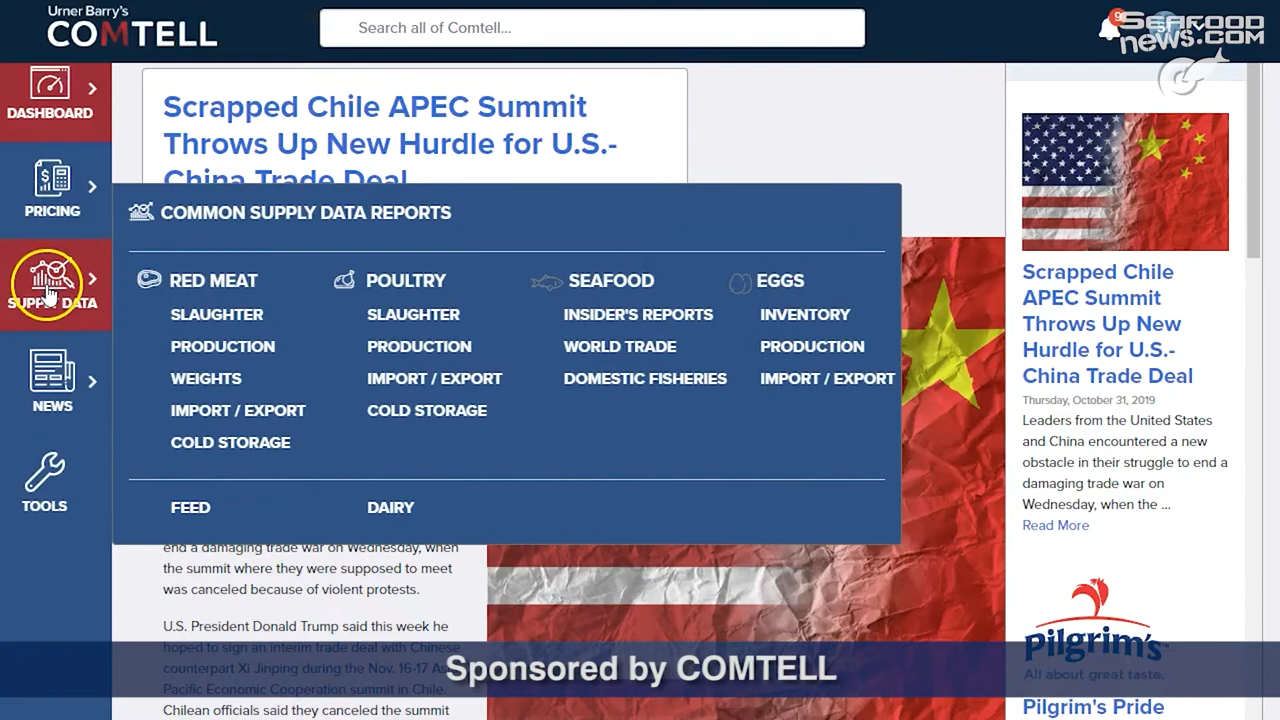 Urner Barry's
COMTELL
Search all of Comtell...
SEAFOOD
NEWS.COM
DASHBOARD
PRICING
SUPPLY DATA
NEWS
TOOLS
Scrapped Chile APEC Summit
Throws Up New Hurdle for U.S.-
China Trade Deal
COMMON SUPPLY DATA REPORTS
RED MEAT
SLAUGHTER
PRODUCTION
WEIGHTS
IMPORT / EXPORT
COLD STORAGE
POULTRY
SLAUGHTER
PRODUCTION
IMPORT / EXPORT
COLD STORAGE
SEAFOOD
INSIDER'S REPORTS
WORLD TRADE
DOMESTIC FISHERIES
EGGS
INVENTORY
PRODUCTION
IMPORT / EXPORT
FEED
DAIRY
end a damaging trade war on Wednesday, when
the summit where they were supposed to meet
was canceled because of violent protests.
U.S. President Donald Trump said this week he
hoped to sign an interim trade deal with Chinese
counterpart Xi Jinping during the Nov. 16-17
Pacific Economic Cooperation summit in Chile.
Chilean officials said they canceled the summit
Scrapped Chile
APEC Summit
Throws Up New
Hurdle for U.S.-
China Trade Deal
Thursday, October 31, 2019
Leaders from the United States
and China encountered a new
obstacle in their struggle to end a
damaging trade war on
Wednesday, when the ...
Read More
Pilgrim's
All about great taste.
Pilgrim's Pride
Sponsored by COMTELL